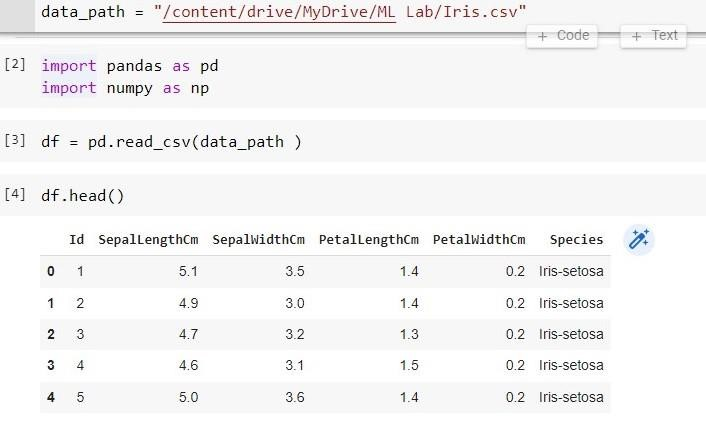 data_path = "/content/drive/MyDrive/ML Lab/Iris.csv"
+ Code + Text
[2] import pandas as pd
import numpy as np
[3] df = pd.read_csv(data_path )
[4] df.head()
Id SepalLengthCm SepalWidthCm PetalLengthCm PetalWidthCm Species
0 1 5.1 3.5 1.4 0.2 Iris-setosa
1 2 4.9 3.0 1.4 0.2 Iris-setosa
2 3 4.7 3.2 1.3 0.2 Iris-setosa
3 4 4.6 3.1 1.5 0.2 Iris-setosa
4 5 5.0 3.6 1.4 0.2 Iris-setosa